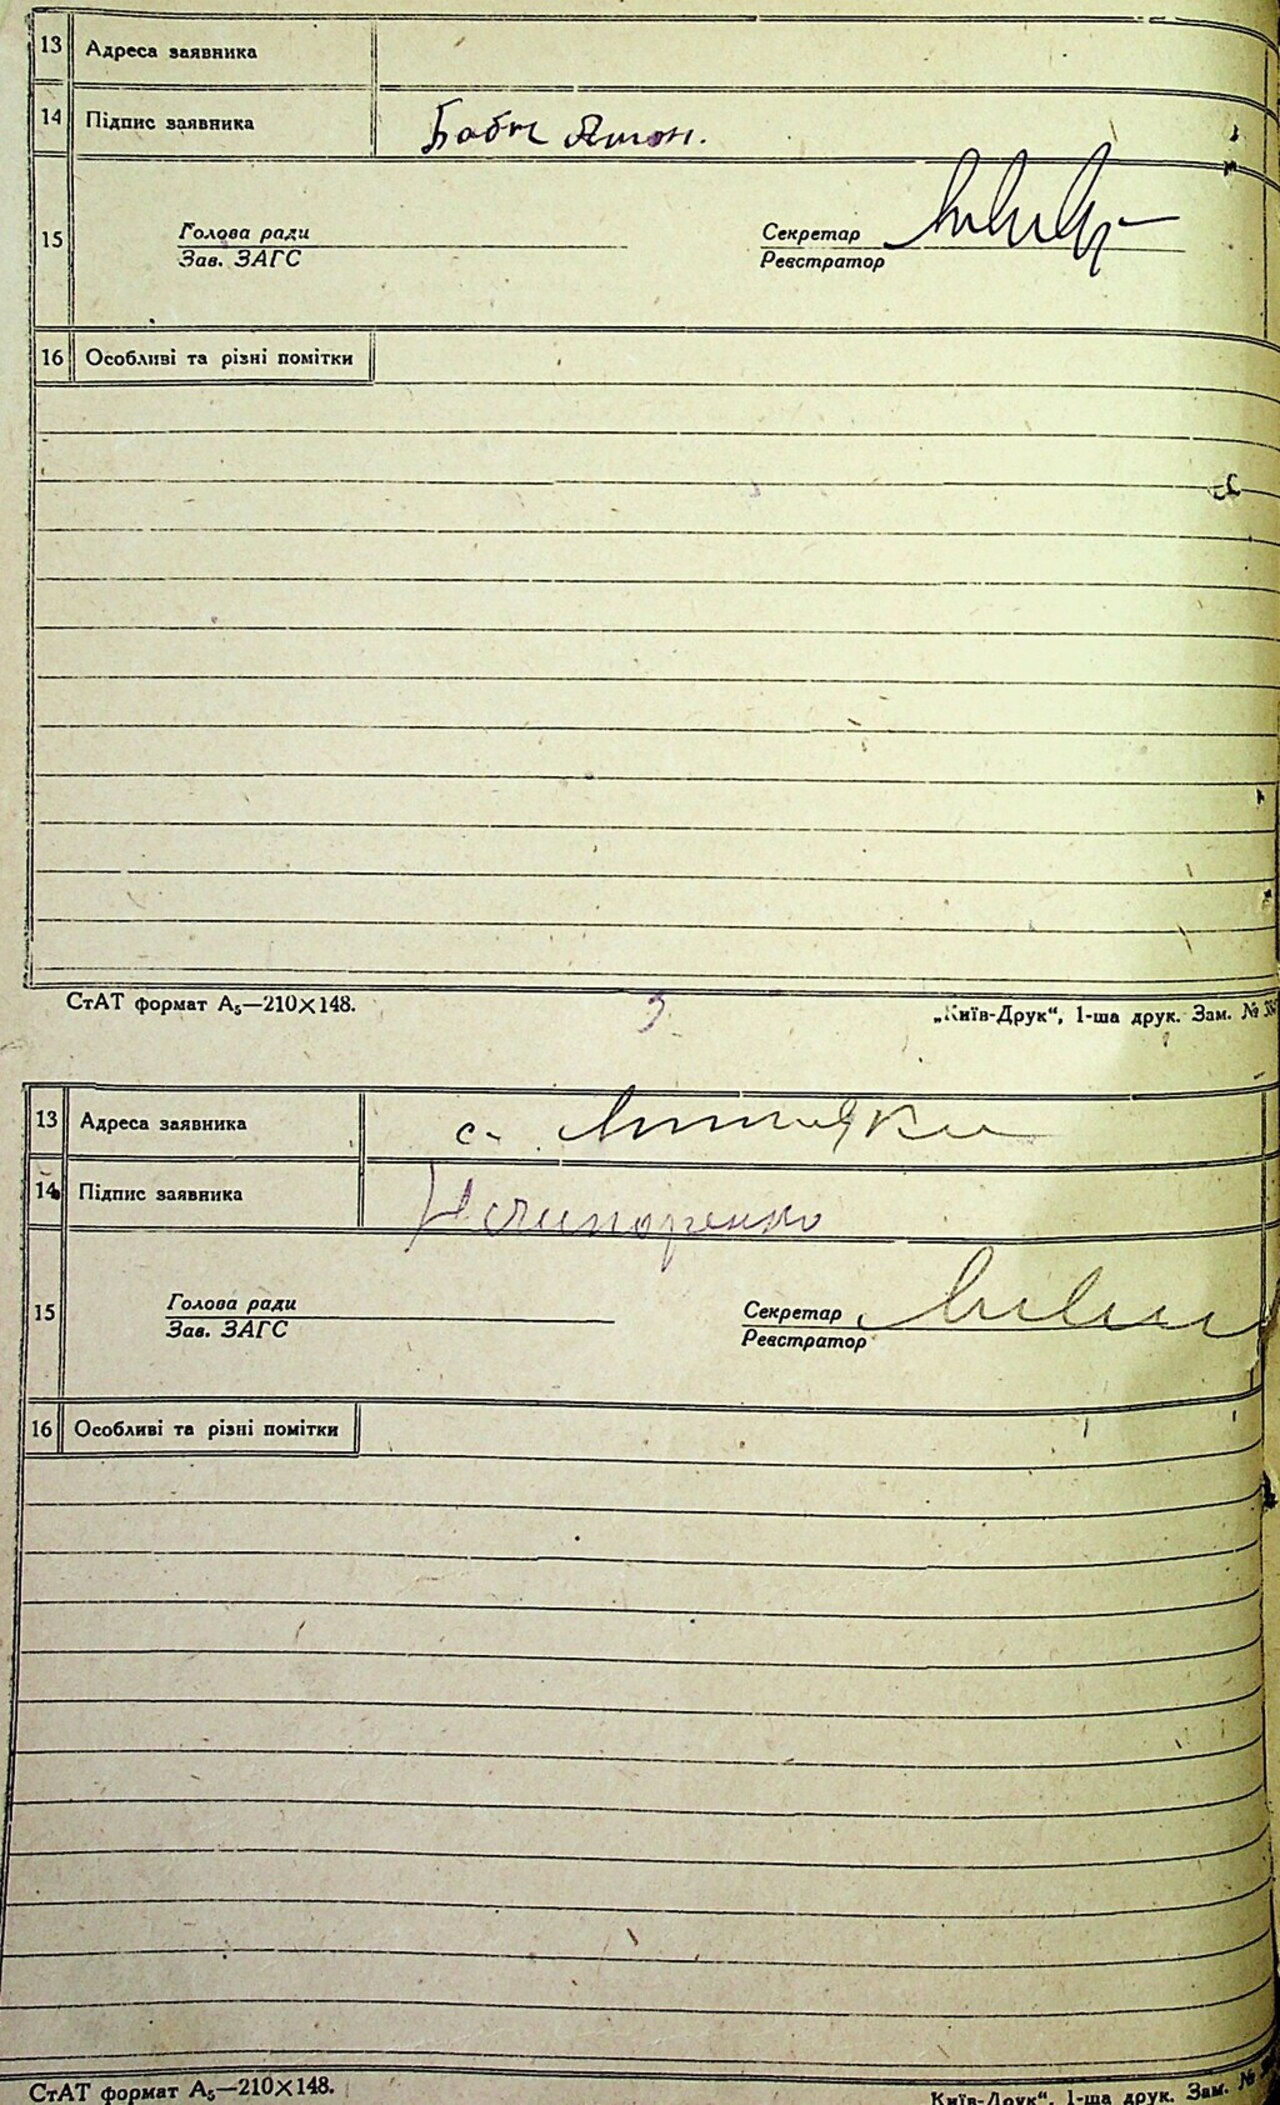 13 Адреса заявника
14 Підпис заявника
15 Голова ради Секретар
Зав. ЗАГС Реєстратор
16 Особливі та різні помітки
СтАТ формат А₅—210×148. „Київ-Друк“, 1-ша друк. Зам. №
13 Адреса заявника с.
14 Підпис заявника Нечипоренко
15 Голова ради Секретар
Зав. ЗАГС Реєстратор
16 Особливі та різні помітки
СтАТ формат А₅—210×148. Київ-Друк“, 1-ша друк. Зам. №